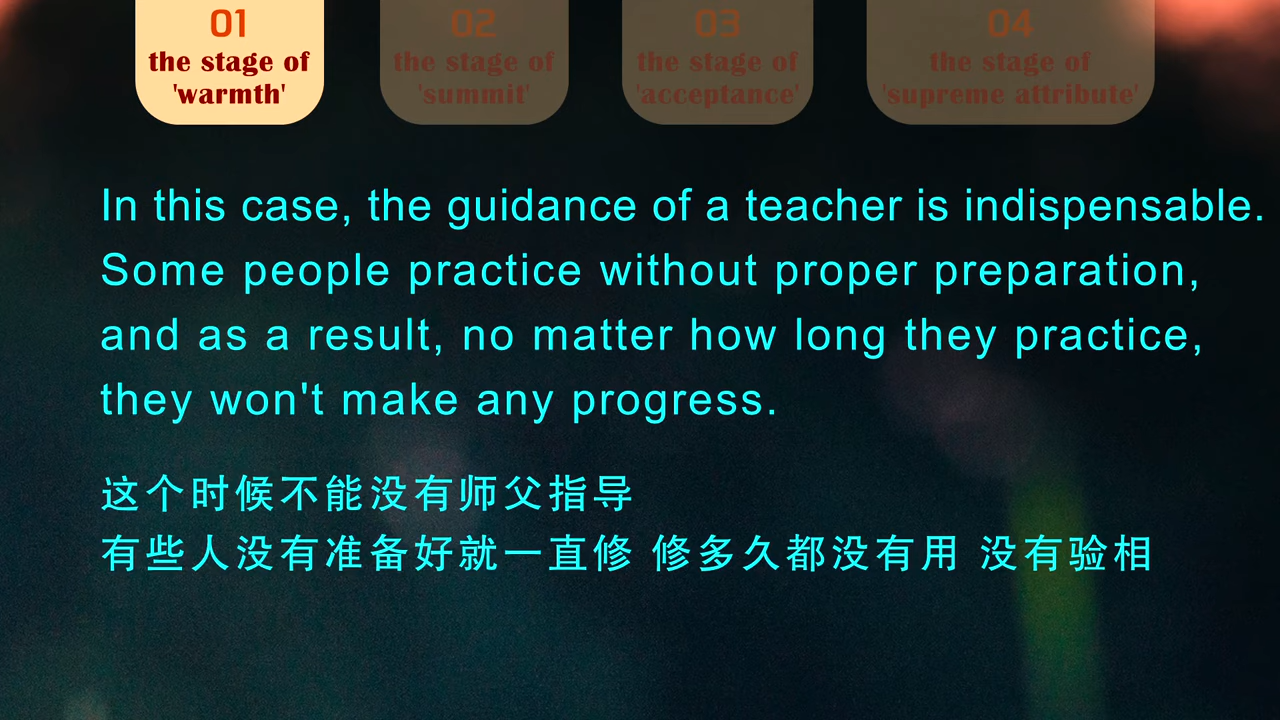 01
the stage of
'warmth'
02
the stage of
'summit'
03
the stage of
'acceptance'
04
the stage of
'supreme attribute'
In this case, the guidance of a teacher is indispensable.
Some people practice without proper preparation,
and as a result, no matter how long they practice,
they won't make any progress.
这个时候不能没有师父指导
有些人没有准备好就一直修 修多久都没有用 没有验相